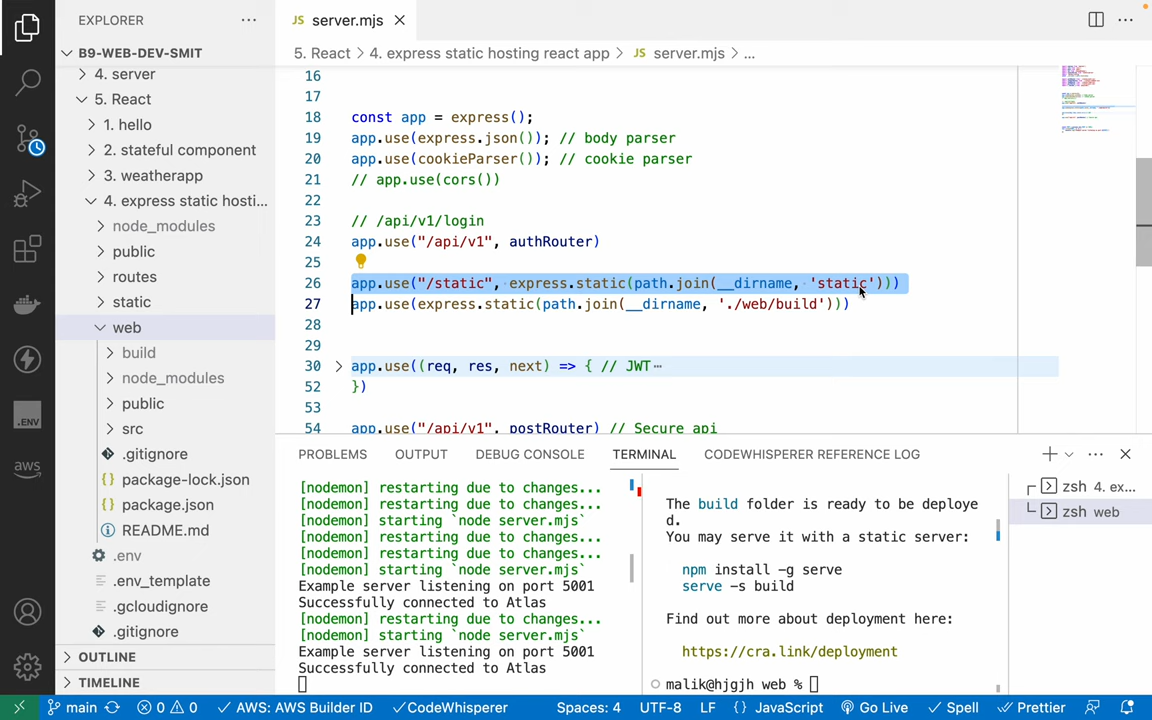 EXPLORER
B9-WEB-DEV-SMIT
4. server
5. React
1. hello
2. stateful component
3. weatherapp
4. express static hosti...
node_modules
public
routes
static
web
build
node_modules
public
src
.gitignore
package-lock.json
package.json
README.md
.env
.env_template
.gcloudignore
.gitignore
OUTLINE
TIMELINE
JS server.mjs
5. React > 4. express static hosting react app > JS server.mjs > ...
16
17
18 const app = express();
19 app.use(express.json()); // body parser
20 app.use(cookieParser()); // cookie parser
21 // app.use(cors())
22
23 // /api/v1/login
24 app.use("/api/v1", authRouter)
25
26 app.use("/static", express.static(path.join(__dirname, 'static')))
27 app.use(express.static(path.join(__dirname, './web/build')))
28
29
30 app.use((req, res, next) => { // JWT…
52 })
53
54 app.use("/api/v1", postRouter) // Secure api
PROBLEMS OUTPUT DEBUG CONSOLE TERMINAL CODEWHISPERER REFERENCE LOG
[nodemon] restarting due to changes...
[nodemon] restarting due to changes...
[nodemon] starting `node server.mjs`
[nodemon] restarting due to changes...
[nodemon] restarting due to changes...
[nodemon] starting `node server.mjs`
Example server listening on port 5001
Successfully connected to Atlas
[nodemon] restarting due to changes...
[nodemon] starting `node server.mjs`
Example server listening on port 5001
Successfully connected to Atlas
The build folder is ready to be deploye
d.
You may serve it with a static server:
npm install -g serve
serve -s build
Find out more about deployment here:
https://cra.link/deployment
malik@hjgjh web %
zsh 4. ex...
zsh web
.ENV
aws
main 0 0 AWS: AWS Builder ID CodeWhisperer Spaces: 4 UTF-8 LF {} JavaScript Go Live Spell Prettier